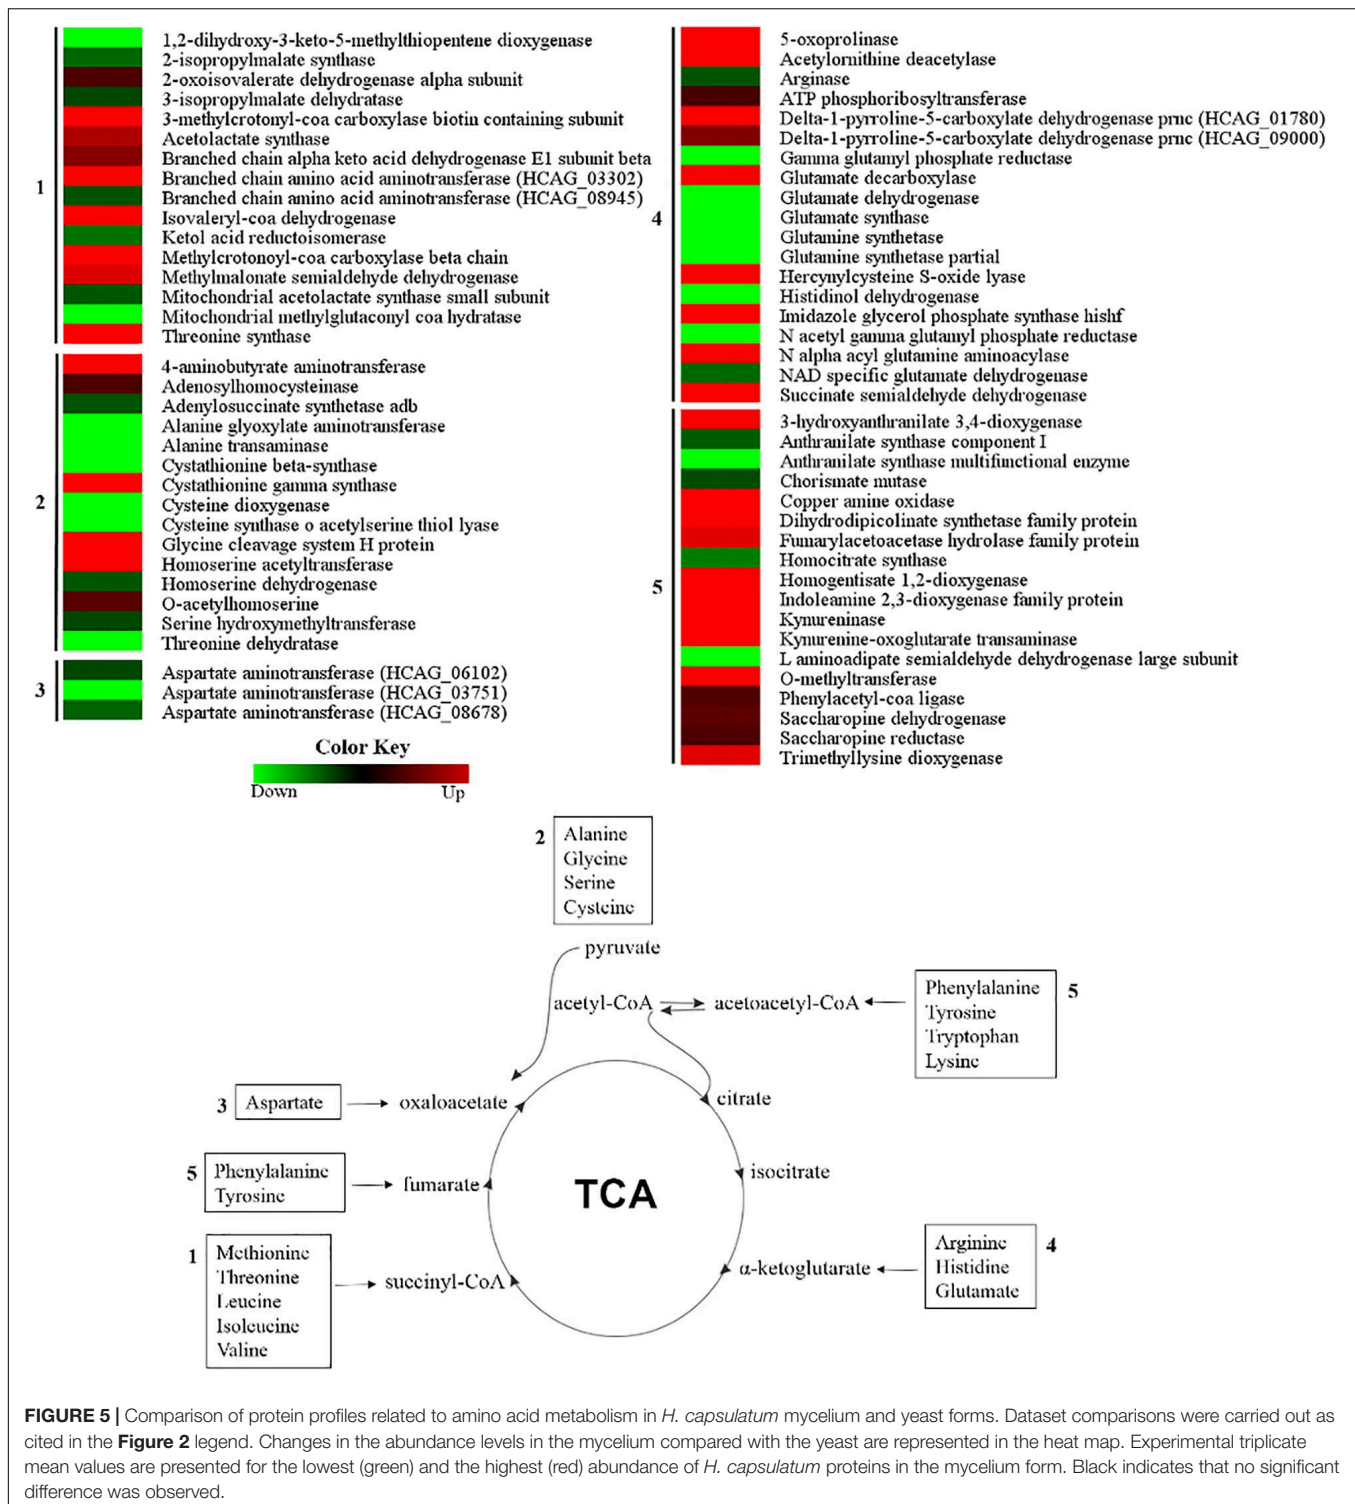 1
1,2-dihydroxy-3-keto-5-methylthiopentene dioxygenase
2-isopropylmalate synthase
2-oxoisovalerate dehydrogenase alpha subunit
3-isopropylmalate dehydratase
3-methylcrotonyl-coa carboxylase biotin containing subunit
Acetolactate synthase
Branched chain alpha keto acid dehydrogenase E1 subunit beta
Branched chain amino acid aminotransferase (HCAG_03302)
Branched chain amino acid aminotransferase (HCAG_08945)
Isovaleryl-coa dehydrogenase
Ketol acid reductoisomerase
Methylcrotonoyl-coa carboxylase beta chain
Methylmalonate semialdehyde dehydrogenase
Mitochondrial acetolactate synthase small subunit
Mitochondrial methylglutaconyl coa hydratase
Threonine synthase
2
4-aminobutyrate aminotransferase
Adenosylhomocysteinase
Adenylosuccinate synthetase adb
Alanine glyoxylate aminotransferase
Alanine transaminase
Cystathionine beta-synthase
Cystathionine gamma synthase
Cysteine dioxygenase
Cysteine synthase o acetylserine thiol lyase
Glycine cleavage system H protein
Homoserine acetyltransferase
Homoserine dehydrogenase
O-acetylhomoserine
Serine hydroxymethyltransferase
Threonine dehydratase
3
Aspartate aminotransferase (HCAG_06102)
Aspartate aminotransferase (HCAG_03751)
Aspartate aminotransferase (HCAG_08678)
Color Key
Down Up
4
5-oxoprolinase
Acetylornithine deacetylase
Arginase
ATP phosphoribosyltransferase
Delta-1-pyrroline-5-carboxylate dehydrogenase prnc (HCAG_01780)
Delta-1-pyrroline-5-carboxylate dehydrogenase prnc (HCAG_09000)
Gamma glutamyl phosphate reductase
Glutamate decarboxylase
Glutamate dehydrogenase
Glutamate synthase
Glutamine synthetase
Glutamine synthetase partial
Hercynylcysteine S-oxide lyase
Histidinol dehydrogenase
Imidazole glycerol phosphate synthase hishf
N acetyl gamma glutamyl phosphate reductase
N alpha acyl glutamine aminoacylase
NAD specific glutamate dehydrogenase
Succinate semialdehyde dehydrogenase
5
3-hydroxyanthranilate 3,4-dioxygenase
Anthranilate synthase component I
Anthranilate synthase multifunctional enzyme
Chorismate mutase
Copper amine oxidase
Dihydrodipicolinate synthetase family protein
Fumarylacetoacetase hydrolase family protein
Homocitrate synthase
Homogentisate 1,2-dioxygenase
Indoleamine 2,3-dioxygenase family protein
Kynureninase
Kynurenine-oxoglutarate transaminase
L aminoadipate semialdehyde dehydrogenase large subunit
O-methyltransferase
Phenylacetyl-coa ligase
Saccharopine dehydrogenase
Saccharopine reductase
Trimethyllysine dioxygenase
2
Alanine
Glycine
Serine
Cysteine
pyruvate
acetyl-CoA
acetoacetyl-CoA
Phenylalanine
Tyrosine
Tryptophan
Lysine
5
3
Aspartate
oxaloacetate
citrate
5
Phenylalanine
Tyrosine
fumarate
TCA
isocitrate
1
Methionine
Threonine
Leucine
Isoleucine
Valine
succinyl-CoA
α-ketoglutarate
Arginine
Histidine
Glutamate
4
FIGURE 5 | Comparison of protein profiles related to amino acid metabolism in H. capsulatum mycelium and yeast forms. Dataset comparisons were carried out as
cited in the Figure 2 legend. Changes in the abundance levels in the mycelium compared with the yeast are represented in the heat map. Experimental triplicate
mean values are presented for the lowest (green) and the highest (red) abundance of H. capsulatum proteins in the mycelium form. Black indicates that no significant
difference was observed.